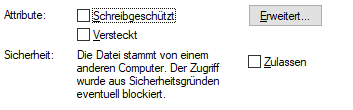 Attribute: Schreibgeschützt Erweitert...
Versteckt
Sicherheit: Die Datei stammt von einem
anderen Computer. Der Zugriff Zulassen
wurde aus Sicherheitsgründen
eventuell blockiert.